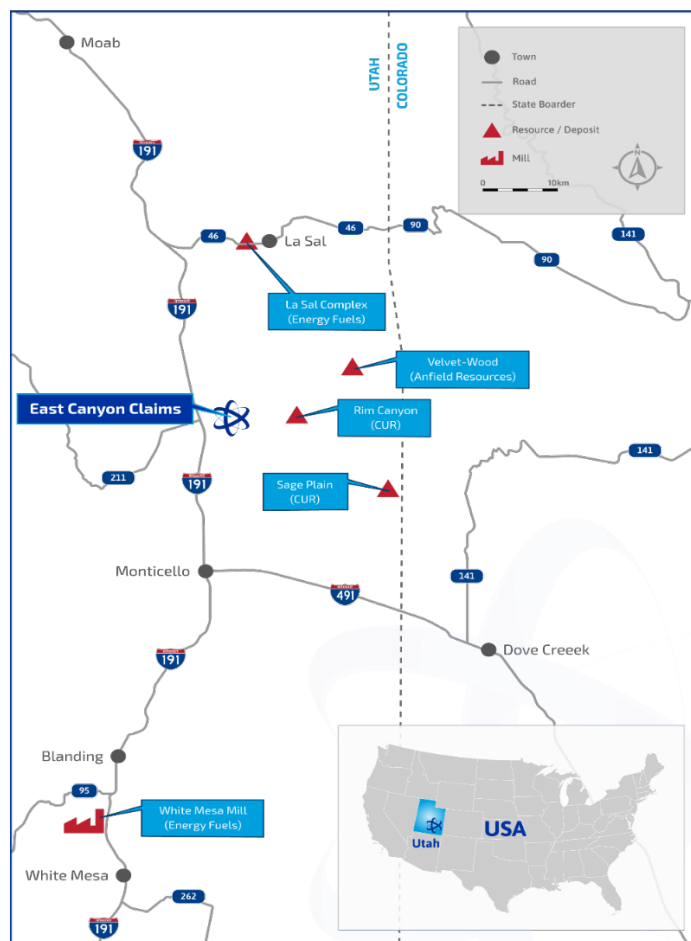 Moab
UTAH
COLORADO
Town
Road
State Boarder
Resource / Deposit
Mill
0
10km
N
191
46
La Sal
46
90
141
90
La Sal Complex
(Energy Fuels)
191
Velvet-Wood
(Anfield Resources)
East Canyon Claims
Rim Canyon
(CUR)
211
191
Sage Plain
(CUR)
141
Monticello
491
141
191
Dove Creeek
Blanding
95
White Mesa Mill
(Energy Fuels)
White Mesa
262
191
USA
Utah